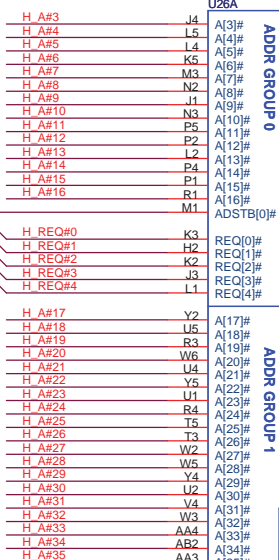 U26A
H_A#3 J4 A[3]#
H_A#4 L5 A[4]#
H_A#5 L4 A[5]#
H_A#6 K5 A[6]#
H_A#7 M3 A[7]#
H_A#8 N2 A[8]#
H_A#9 J1 A[9]#
H_A#10 N3 A[10]#
H_A#11 P5 A[11]#
H_A#12 P2 A[12]#
H_A#13 L2 A[13]#
H_A#14 P4 A[14]#
H_A#15 P1 A[15]#
H_A#16 R1 A[16]#
M1 ADSTB[0]#
ADDR GROUP 0
H_REQ#0 K3 REQ[0]#
H_REQ#1 H2 REQ[1]#
H_REQ#2 K2 REQ[2]#
H_REQ#3 J3 REQ[3]#
H_REQ#4 L1 REQ[4]#
H_A#17 Y2 A[17]#
H_A#18 U5 A[18]#
H_A#19 R3 A[19]#
H_A#20 W6 A[20]#
H_A#21 U4 A[21]#
H_A#22 Y5 A[22]#
H_A#23 U1 A[23]#
H_A#24 R4 A[24]#
H_A#25 T5 A[25]#
H_A#26 T3 A[26]#
H_A#27 W2 A[27]#
H_A#28 W5 A[28]#
H_A#29 Y4 A[29]#
H_A#30 U2 A[30]#
H_A#31 V4 A[31]#
H_A#32 W3 A[32]#
H_A#33 AA4 A[33]#
H_A#34 AB2 A[34]#
H_A#35 AA3 A[35]#
ADDR GROUP 1